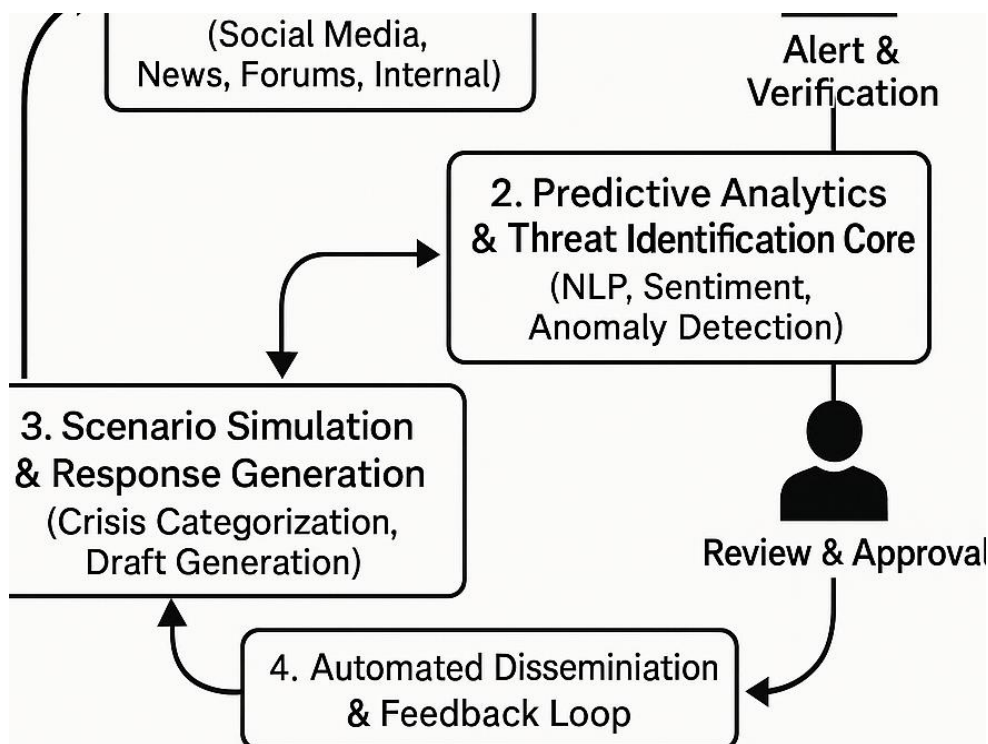 (Social Media,
News, Forums, Internal)
Alert &
Verification
2. Predictive Analytics
& Threat Identification Core
(NLP, Sentiment,
Anomaly Detection)
3. Scenario Simulation
& Response Generation
(Crisis Categorization,
Draft Generation)
Review & Approval
4. Automated Disseminiation
& Feedback Loop